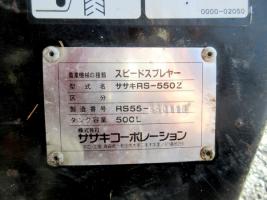 0000-02050
農業機械の種類 スピードスプレヤー
型式名 ササキRS-550Z
区分
製造番号 RS55-
タンク容量 500L
株式会社
ササキコーポレーション